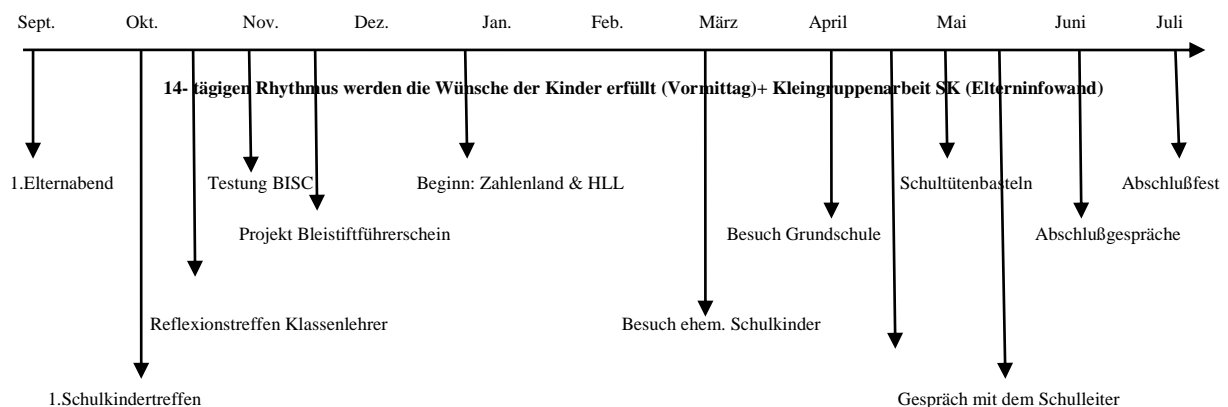 Sept. Okt. Nov. Dez. Jan. Feb. März April Mai Juni Juli
14- tägigen Rhythmus werden die Wünsche der Kinder erfüllt (Vormittag)+ Kleingruppenarbeit SK (Elterninfowand)
1.Elternabend Testung BISC Beginn: Zahlenland & HLL Schultütenbasteln Abschlußfest
Projekt Bleistiftführerschein Besuch Grundschule Abschlußgespräche
Reflexionstreffen Klassenlehrer Besuch ehem. Schulkinder
1.Schulkindertreffen Gespräch mit dem Schulleiter